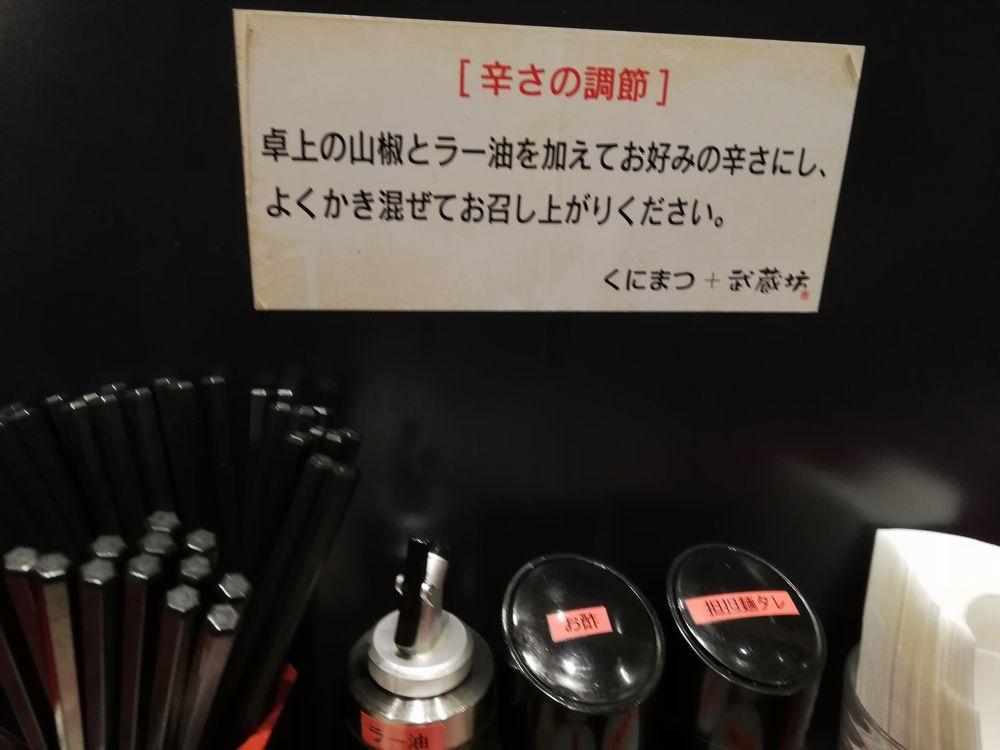 [辛さの調節]
卓上の山椒とラー油を加えてお好みの辛さにし、
よくかき混ぜてお召し上がりください。
くにまつ+武蔵坊
お酢
担担麺タレ
ラー油